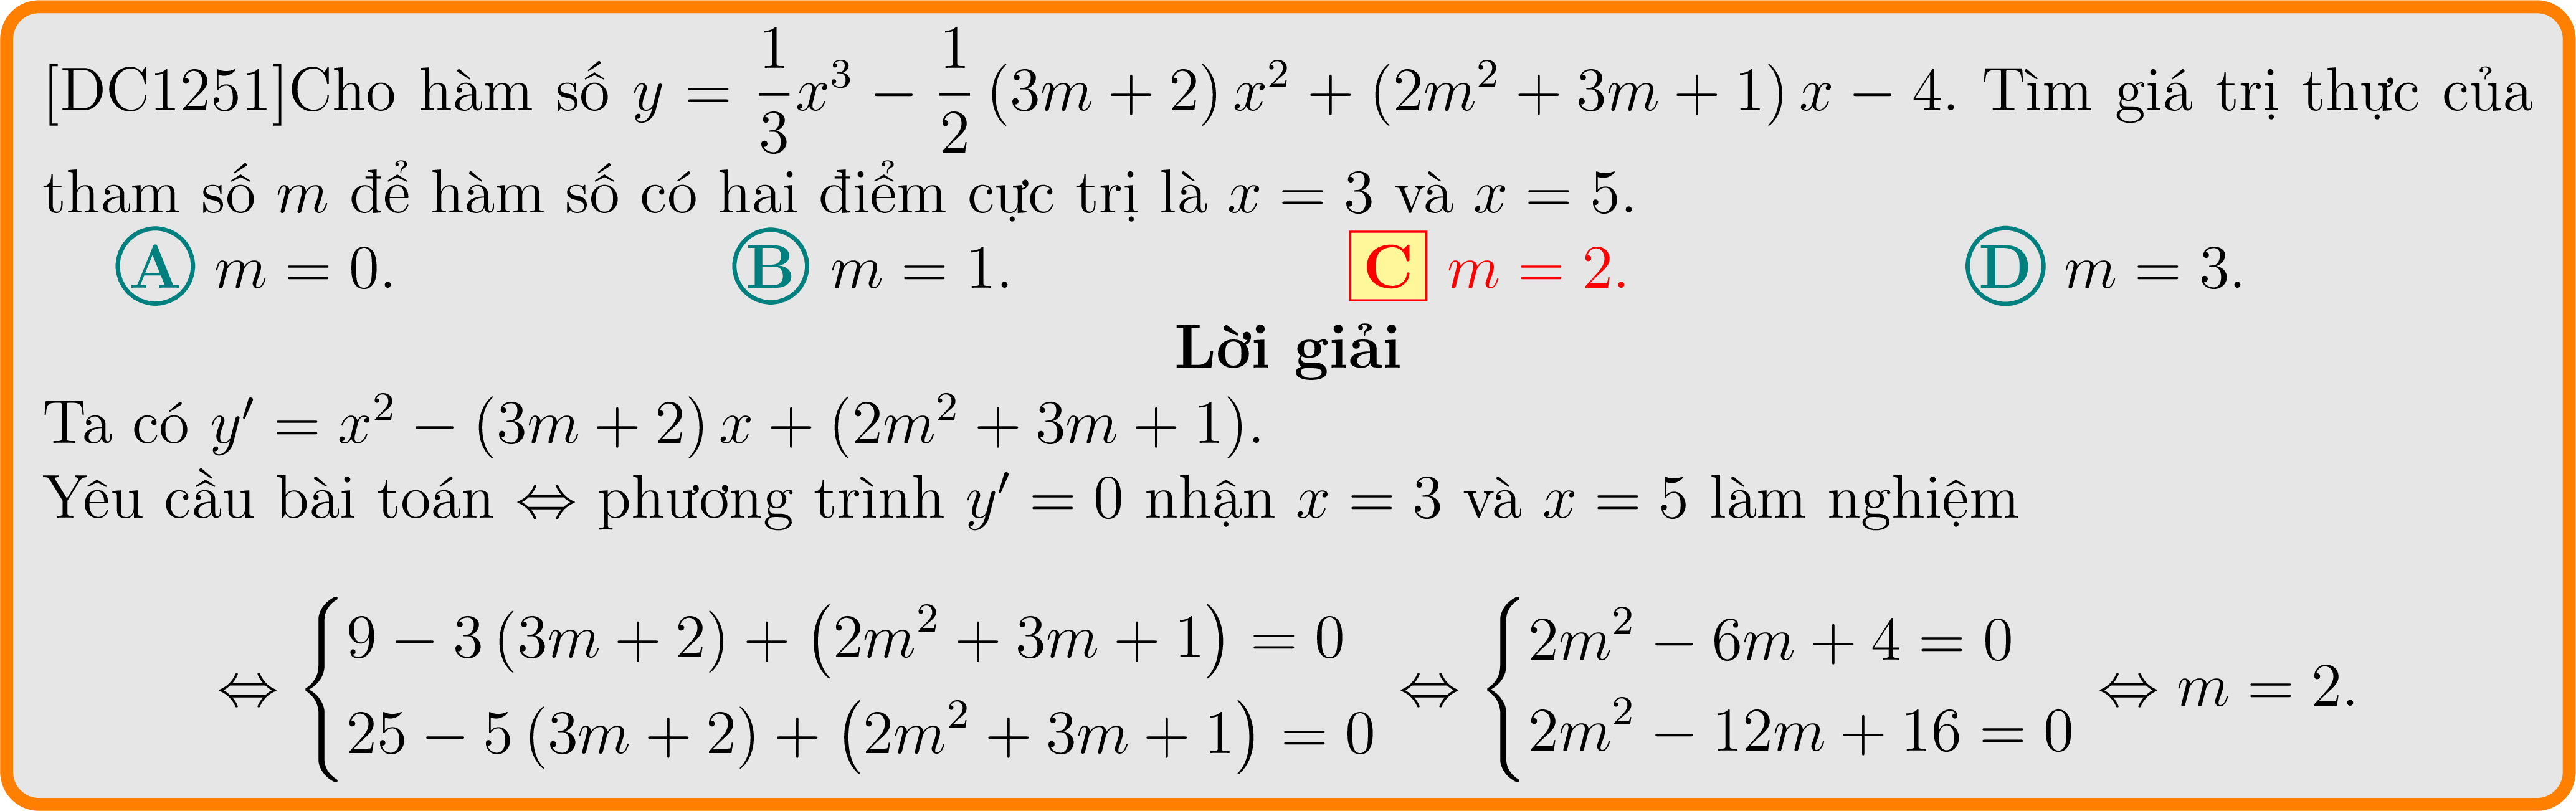 [DC1251]Cho hàm số $y = \dfrac{1}{3}x^3 - \dfrac{1}{2}(3m + 2)x^2 + (2m^2 + 3m + 1)x - 4$. Tìm giá trị thực của
tham số $m$ để hàm số có hai điểm cực trị là $x = 3$ và $x = 5$.
A $m = 0$. B $m = 1$. C $m = 2$. D $m = 3$.
Lời giải
Ta có $y' = x^2 - (3m + 2)x + (2m^2 + 3m + 1)$.
Yêu cầu bài toán $\Leftrightarrow$ phương trình $y' = 0$ nhận $x = 3$ và $x = 5$ làm nghiệm
$\Leftrightarrow \begin{cases} 9 - 3(3m + 2) + (2m^2 + 3m + 1) = 0 \\ 25 - 5(3m + 2) + (2m^2 + 3m + 1) = 0 \end{cases} \Leftrightarrow \begin{cases} 2m^2 - 6m + 4 = 0 \\ 2m^2 - 12m + 16 = 0 \end{cases} \Leftrightarrow m = 2.$